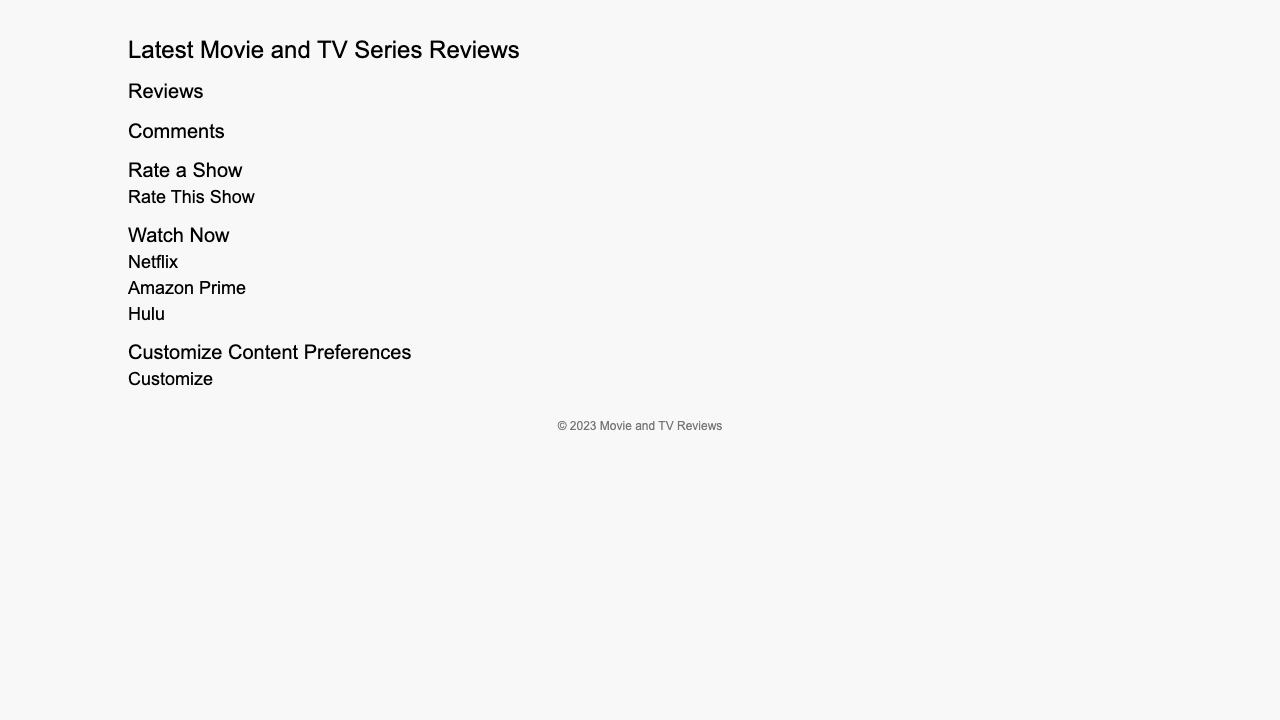 Latest Movie and TV Series Reviews
Reviews
Comments
Rate a Show
Rate This Show
Watch Now
Netflix
Amazon Prime
Hulu
Customize Content Preferences
Customize
© 2023 Movie and TV Reviews